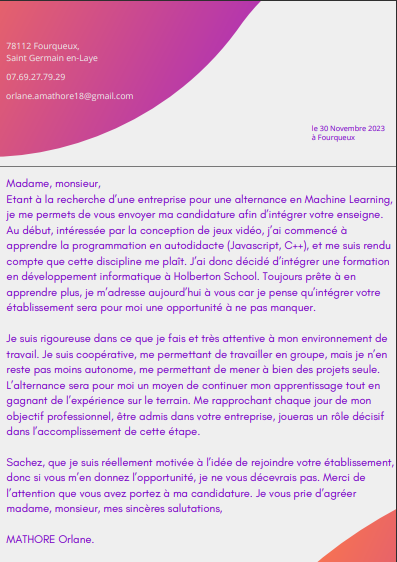 78112 Fourqueux,
Saint Germain en-Laye
07.69.27.79.29
orlane.amathore18@gmail.com
le 30 Novembre 2023
à Fourqueux
Madame, monsieur,
Etant à la recherche d'une entreprise pour une alternance en Machine Learning,
je me permets de vous envoyer ma candidature afin d'intégrer votre enseigne.
Au début, intéressée par la conception de jeux vidéo, j'ai commencé à
apprendre la programmation en autodidacte (Javascript, C++), et me suis rendu
compte que cette discipline me plaît. J'ai donc décidé d'intégrer une formation
en développement informatique à Holberton School. Toujours prête à en
apprendre plus, je m'adresse aujourd'hui à vous car je pense qu'intégrer votre
établissement sera pour moi une opportunité à ne pas manquer.
Je suis rigoureuse dans ce que je fais et très attentive à mon environnement de
travail. Je suis coopérative, me permettant de travailler en groupe, mais je n'en
reste pas moins autonome, me permettant de mener à bien des projets seule.
L'alternance sera pour moi un moyen de continuer mon apprentissage tout en
gagnant de l'expérience sur le terrain. Me rapprochant chaque jour de mon
objectif professionnel, être admis dans votre entreprise, joueras un rôle décisif
dans l'accomplissement de cette étape.
Sachez, que je suis réellement motivée à l'idée de rejoindre votre établissement,
donc si vous m'en donnez l'opportunité, je ne vous décevrais pas. Merci de
l'attention que vous avez portez à ma candidature. Je vous prie d'agréer
madame, monsieur, mes sincères salutations,
MATHORE Orlane.